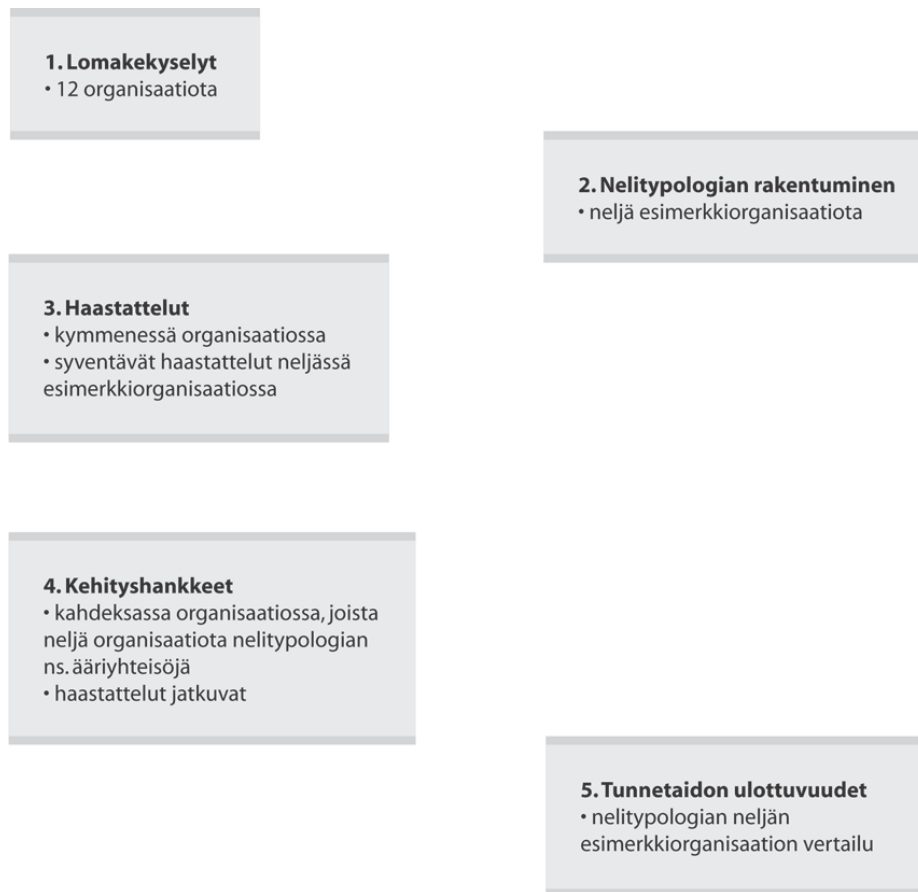 1. Lomakekyselyt
• 12 organisaatiota
2. Nelitypologian rakentuminen
• neljä esimerkkiorganisaatiota
3. Haastattelut
• kymmenessä organisaatiossa
• syventävät haastattelut neljässä
esimerkkiorganisaatiossa
4. Kehityshankkeet
• kahdeksassa organisaatiossa, joista
neljä organisaatiota nelitypologian
ns. ääriyhteisöjä
• haastattelut jatkuvat
5. Tunnetaidon ulottuvuudet
• nelitypologian neljän
esimerkkiorganisaation vertailu